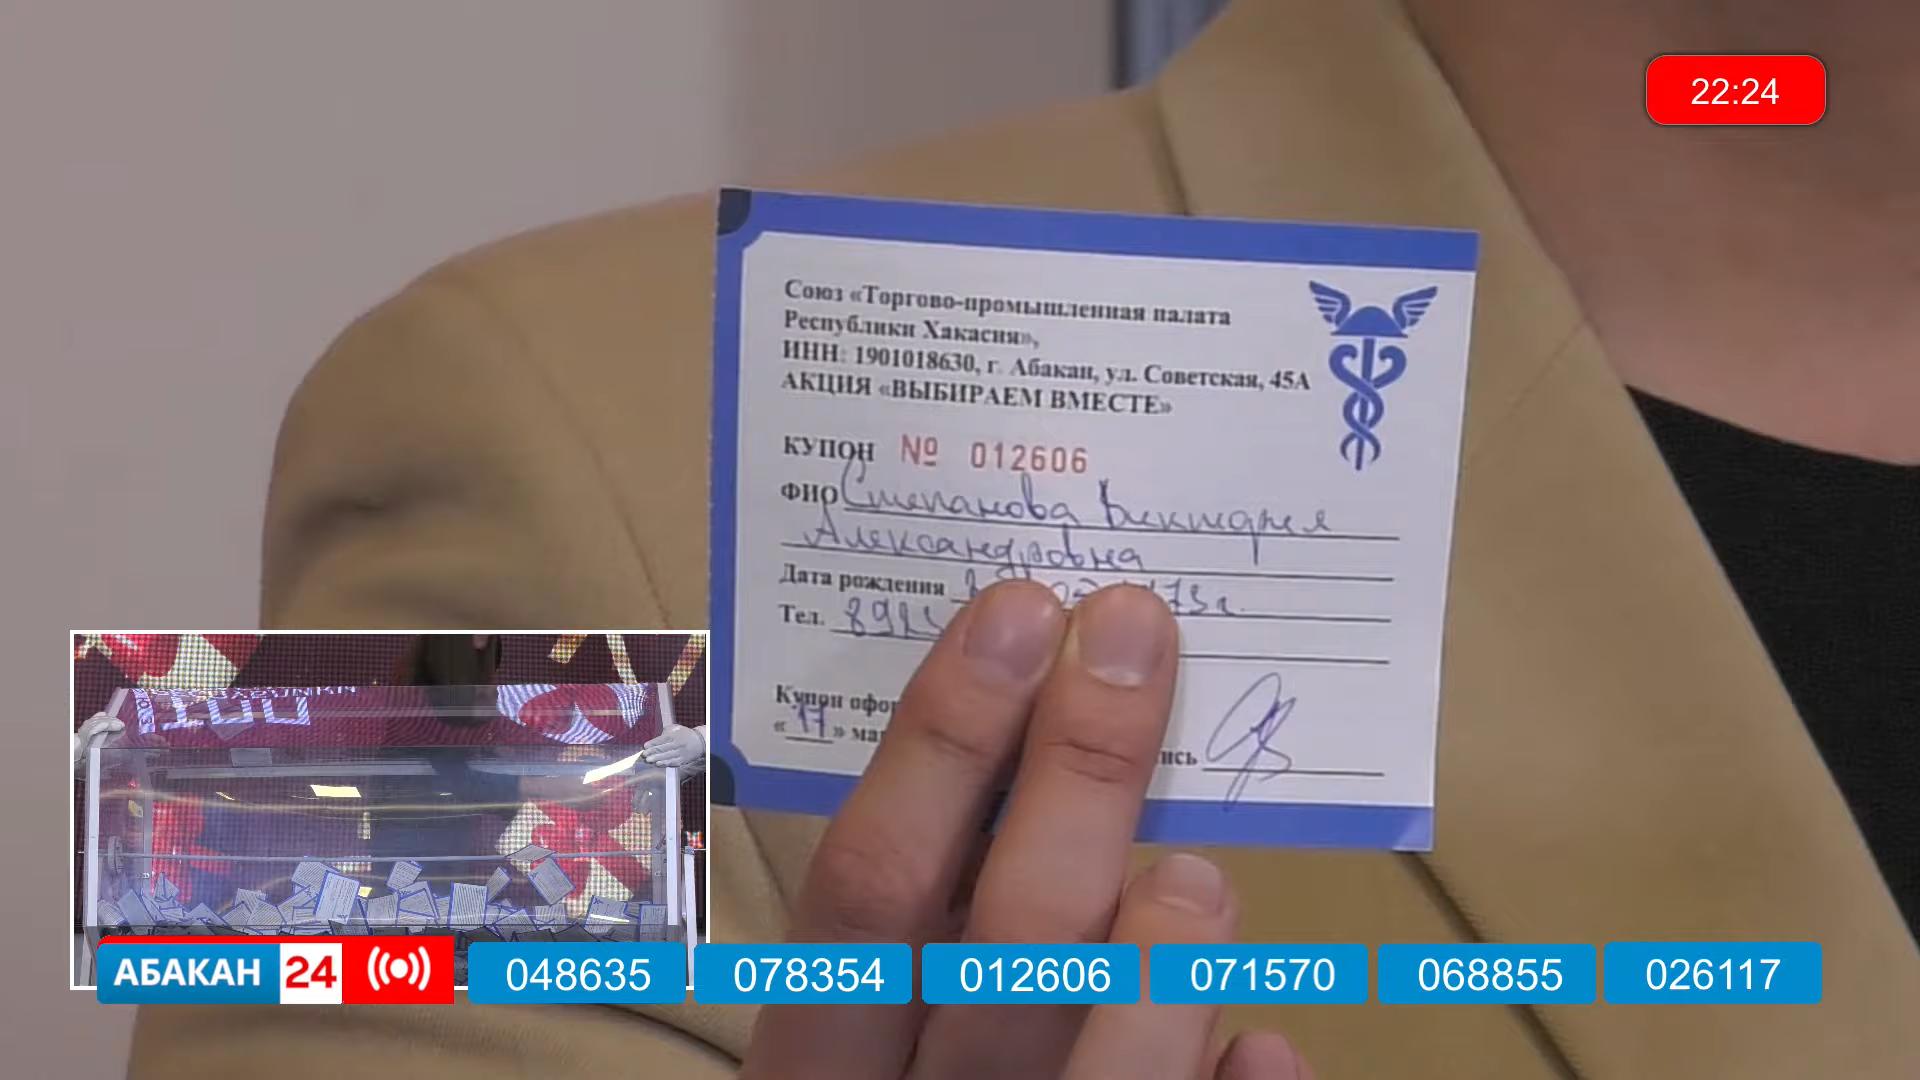 22:24
Союз «Торгово-промышленная палата
Республики Хакасия»,
ИНН: 1901018630, г. Абакан, ул. Советская, 45А
АКЦИЯ «ВЫБИРАЕМ ВМЕСТЕ»
КУПОН № 012606
ФИО Степанова Виктория
Александровна
Дата рождения
Тел.
Купон
«17»
АБАКАН 24 048635 078354 012606 071570 068855 026117